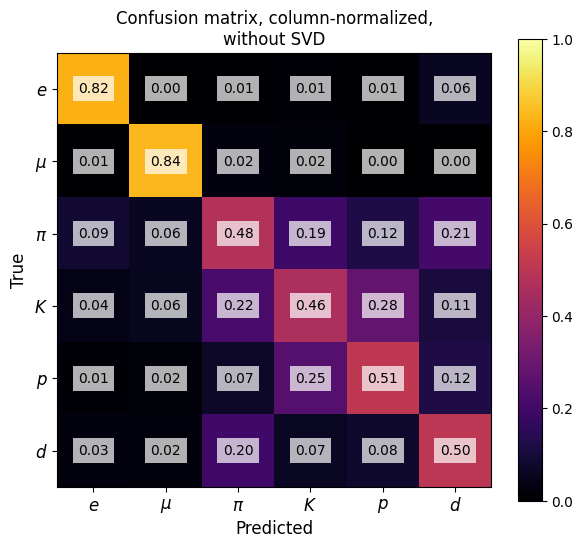 Confusion matrix, column-normalized,
without SVD
e 0.82 0.00 0.01 0.01 0.01 0.06
μ 0.01 0.84 0.02 0.02 0.00 0.00
π 0.09 0.06 0.48 0.19 0.12 0.21
K 0.04 0.06 0.22 0.46 0.28 0.11
p 0.01 0.02 0.07 0.25 0.51 0.12
d 0.03 0.02 0.20 0.07 0.08 0.50
e μ π K p d
True
Predicted
1.0
0.8
0.6
0.4
0.2
0.0